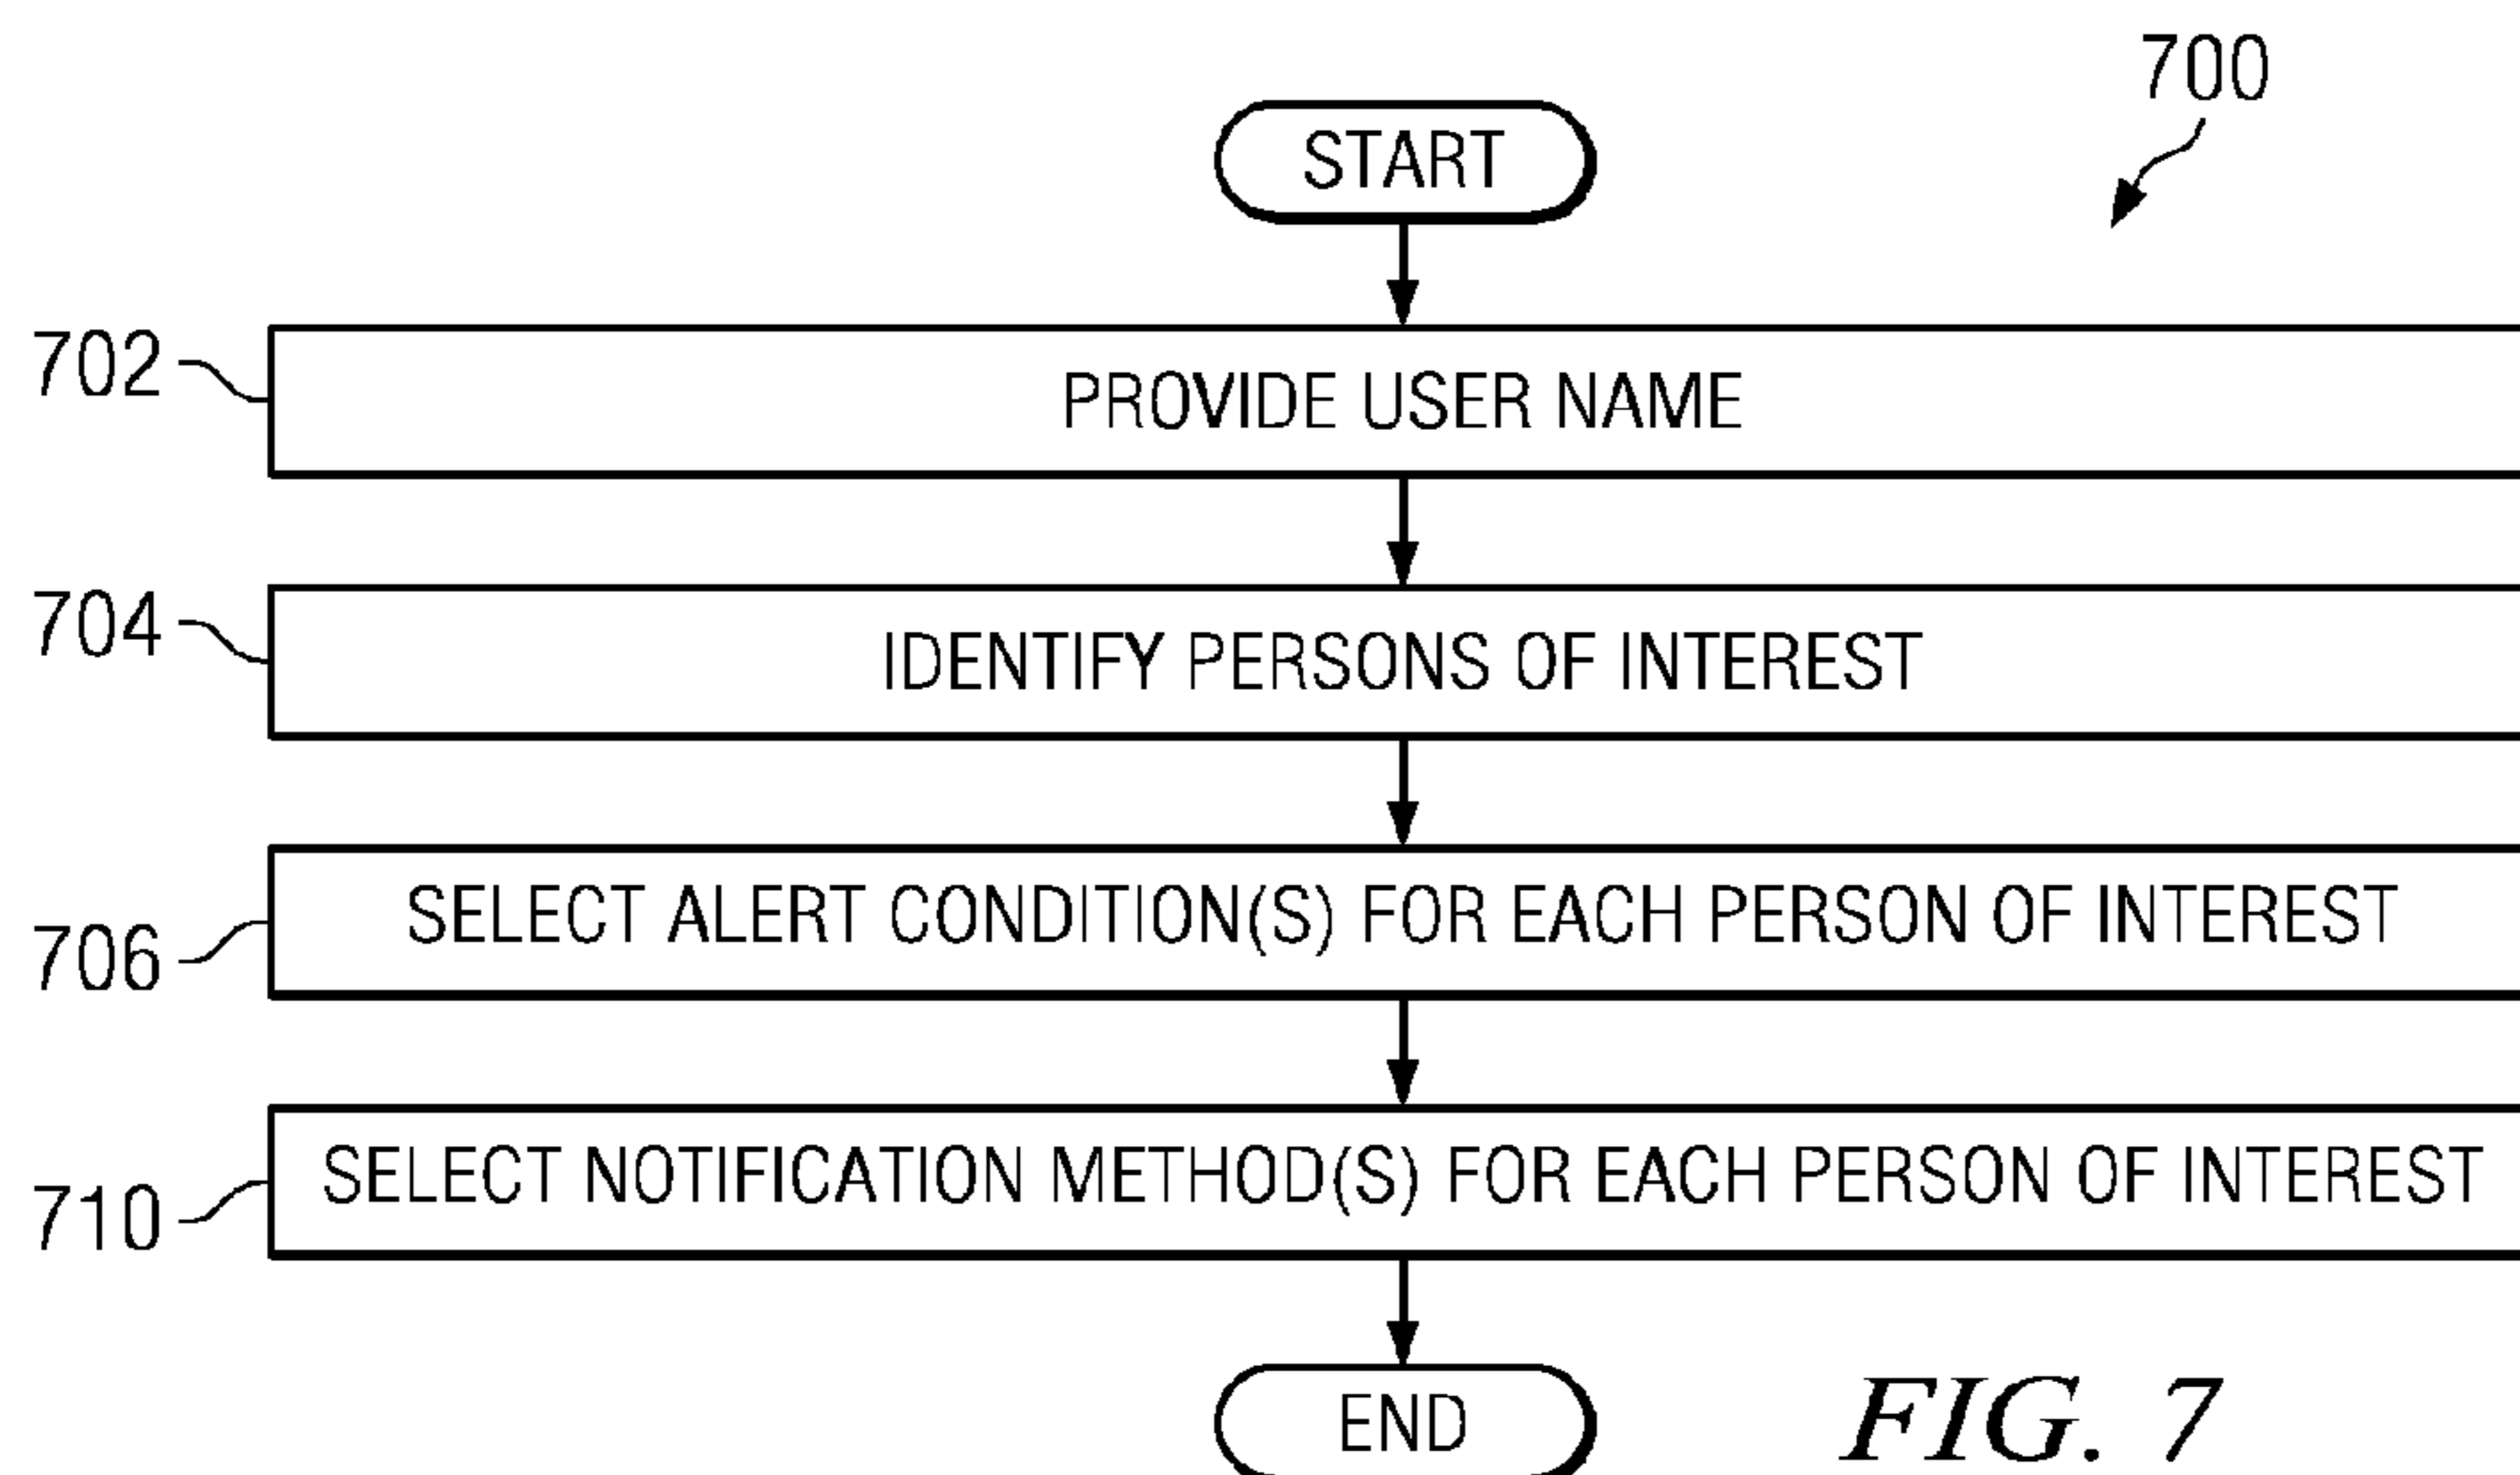 700
START
702
PROVIDE USER NAME
704
IDENTIFY PERSONS OF INTEREST
706
SELECT ALERT CONDITION(S) FOR EACH PERSON OF INTEREST
710
SELECT NOTIFICATION METHOD(S) FOR EACH PERSON OF INTEREST
END
FIG. 7